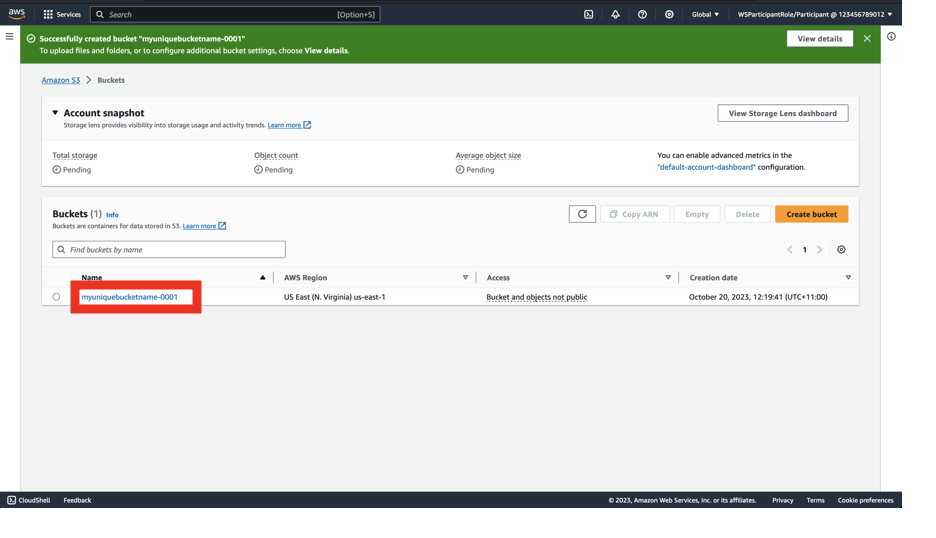 aws Services Search [Option+S] Global WSParticipantRole/Participant @ 123456789012
Successfully created bucket "myuniquebucketname-0001"
To upload files and folders, or to configure additional bucket settings, choose View details.
View details
Amazon S3 > Buckets
Account snapshot
Storage lens provides visibility into storage usage and activity trends. Learn more
View Storage Lens dashboard
Total storage
Pending
Object count
Pending
Average object size
Pending
You can enable advanced metrics in the
"default-account-dashboard" configuration.
Buckets (1) Info
Buckets are containers for data stored in S3. Learn more
Copy ARN Empty Delete Create bucket
Find buckets by name
1
Name AWS Region Access Creation date
myuniquebucketname-0001 US East (N. Virginia) us-east-1 Bucket and objects not public October 20, 2023, 12:19:41 (UTC+11:00)
CloudShell Feedback © 2023, Amazon Web Services, Inc. or its affiliates. Privacy Terms Cookie preferences